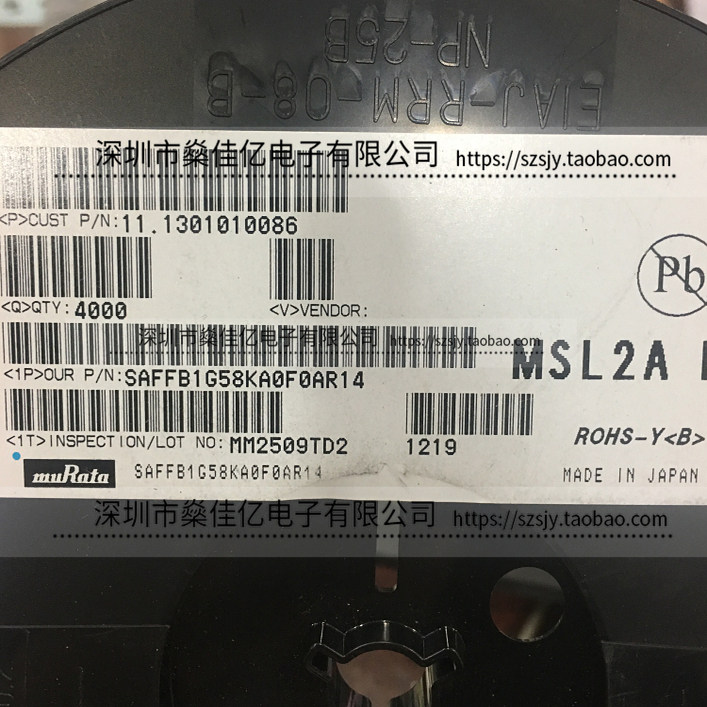 NP-25B
EIAJ RRM-08-B
深圳市燊佳亿电子有限公司 https://szsjy.taobao.com
<P>CUST P/N:11.1301010086
Pb
<Q>QTY:4000 <V>VENDOR:
深圳市燊佳亿电子有限公司 https://szsjy.taobao.com
MSL2A
<1P>OUR P/N:SAFFB1G58KA0F0AR14
<1T>INSPECTION/LOT NO:MM2509TD2 1219 ROHS-Y<B>
muRata SAFFB1G58KA0F0AR14 MADE IN JAPAN
深圳市燊佳亿电子有限公司 https://szsjy.taobao.com